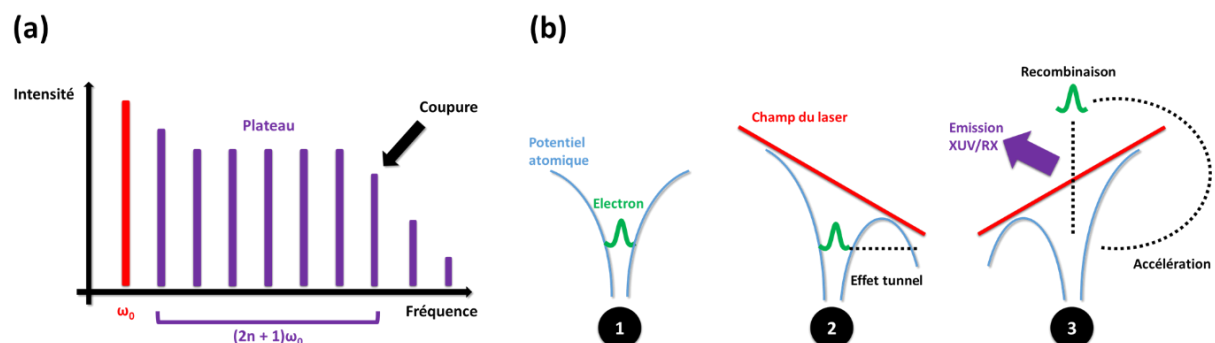 (a)
Intensité
Plateau
Coupure
ω₀
Fréquence
(2n + 1)ω₀
(b)
Potentiel
atomique
Electron
1
Champ du laser
Effet tunnel
2
Recombinaison
Emission
XUV/RX
Accélération
3